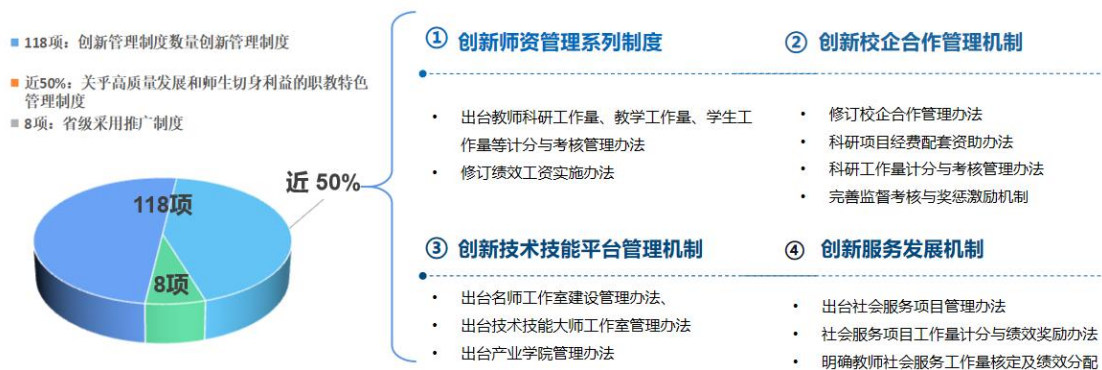 118项：创新管理制度数量创新管理制度
近50%：关乎高质量发展和师生切身利益的职教特色
管理制度
8项：省级采用推广制度
近 50%
118项
8项
① 创新师资管理系列制度
• 出台教师科研工作量、教学工作量、学生工
作量等计分与考核管理办法
• 修订绩效工资实施办法
② 创新校企合作管理机制
• 修订校企合作管理办法
• 科研项目经费配套资助办法
• 科研工作量计分与考核管理办法
• 完善监督考核与奖惩激励机制
③ 创新技术技能平台管理机制
• 出台名师工作室建设管理办法、
• 出台技术技能大师工作室管理办法
• 出台产业学院管理办法
④ 创新服务发展机制
• 出台社会服务项目管理办法
• 社会服务项目工作量计分与绩效奖励办法
• 明确教师社会服务工作量核定及绩效分配